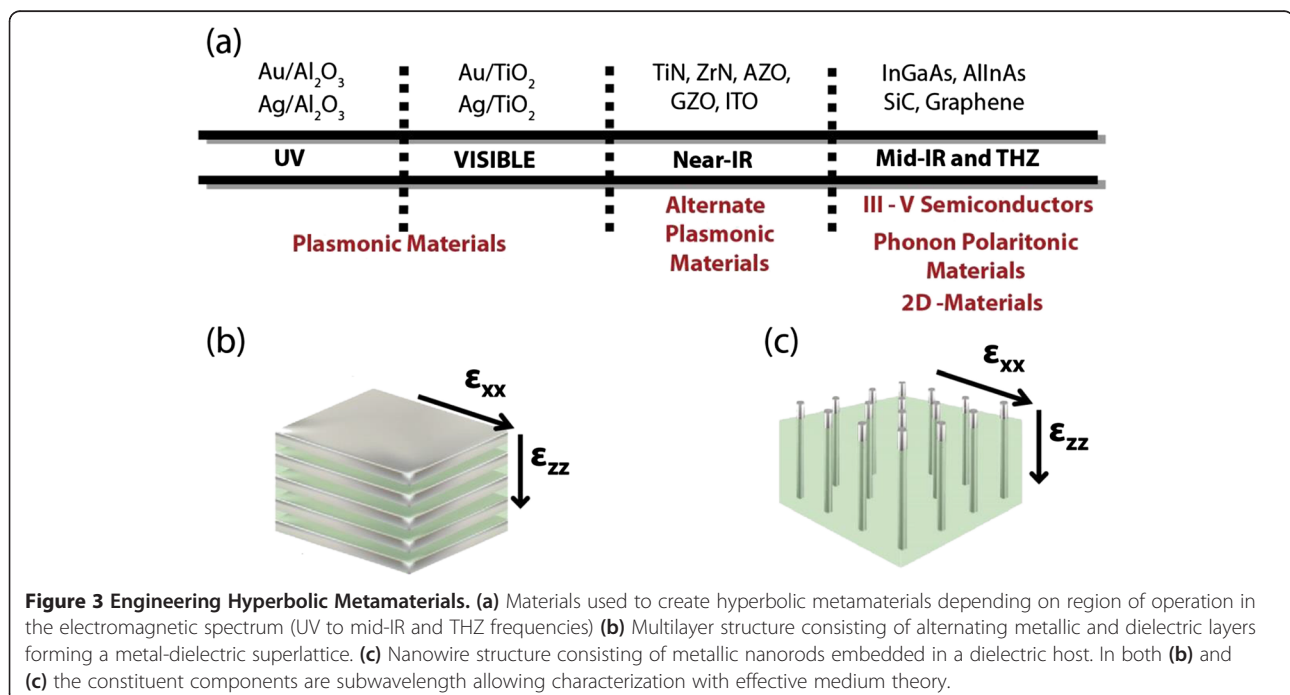 (a)
Au/Al₂O₃
Ag/Al₂O₃
Au/TiO₂
Ag/TiO₂
TiN, ZrN, AZO,
GZO, ITO
InGaAs, AlInAs
SiC, Graphene
UV
VISIBLE
Near-IR
Mid-IR and THZ
Plasmonic Materials
Alternate
Plasmonic
Materials
III - V Semiconductors
Phonon Polaritonic
Materials
2D -Materials
(b)
εxx
εzz
(c)
εxx
εzz
Figure 3 Engineering Hyperbolic Metamaterials. (a) Materials used to create hyperbolic metamaterials depending on region of operation in
the electromagnetic spectrum (UV to mid-IR and THZ frequencies) (b) Multilayer structure consisting of alternating metallic and dielectric layers
forming a metal-dielectric superlattice. (c) Nanowire structure consisting of metallic nanorods embedded in a dielectric host. In both (b) and
(c) the constituent components are subwavelength allowing characterization with effective medium theory.